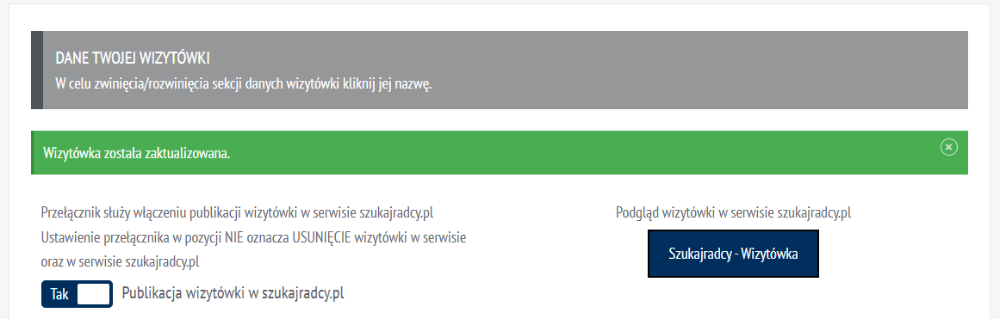 DANE TWOJEJ WIZYTÓWKI
W celu zwinięcia/rozwinięcia sekcji danych wizytówki kliknij jej nazwę.
Wizytówka została zaktualizowana.
Przełącznik służy włączeniu publikacji wizytówki w serwisie szukajradcy.pl
Ustawienie przełącznika w pozycji NIE oznacza USUNIĘCIE wizytówki w serwisie
oraz w serwisie szukajradcy.pl
Tak Publikacja wizytówki w szukajradcy.pl
Podgląd wizytówki w serwisie szukajradcy.pl
Szukajradcy - Wizytówka